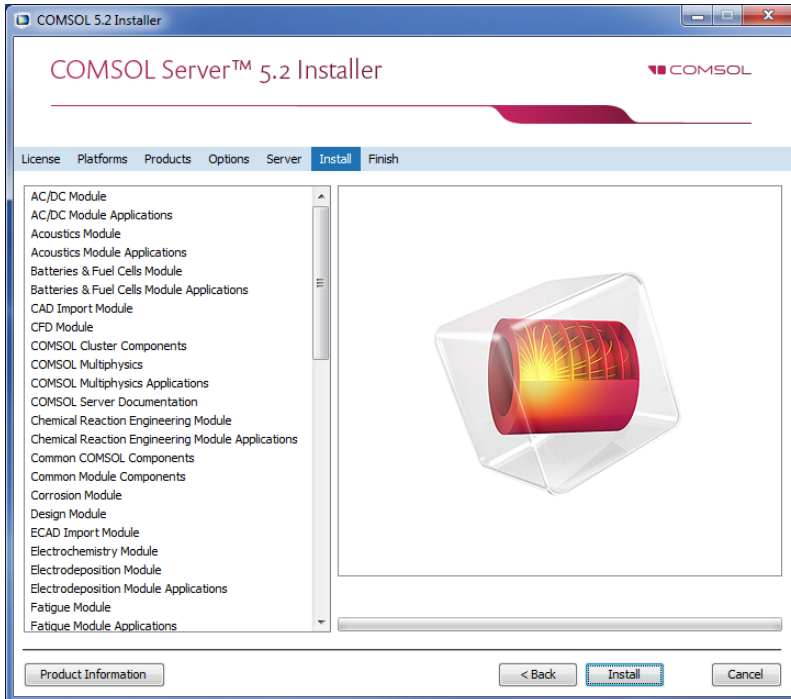 COMSOL 5.2 Installer
COMSOL Server™ 5.2 Installer
COMSOL
License Platforms Products Options Server Install Finish
AC/DC Module
AC/DC Module Applications
Acoustics Module
Acoustics Module Applications
Batteries & Fuel Cells Module
Batteries & Fuel Cells Module Applications
CAD Import Module
CFD Module
COMSOL Cluster Components
COMSOL Multiphysics
COMSOL Multiphysics Applications
COMSOL Server Documentation
Chemical Reaction Engineering Module
Chemical Reaction Engineering Module Applications
Common COMSOL Components
Common Module Components
Corrosion Module
Design Module
ECAD Import Module
Electrochemistry Module
Electrodeposition Module
Electrodeposition Module Applications
Fatigue Module
Fatigue Module Applications
Product Information < Back Install Cancel